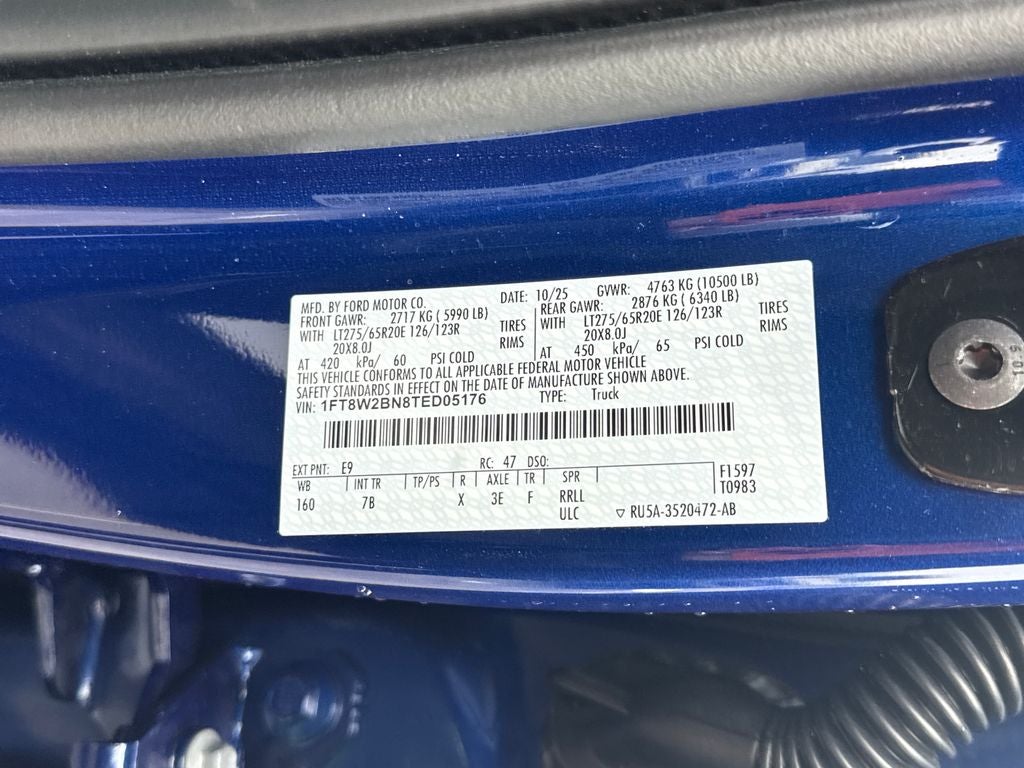 MFD. BY FORD MOTOR CO. DATE: 10/25 GVWR: 4763 KG (10500 LB)
FRONT GAWR: 2717 KG ( 5990 LB) REAR GAWR: 2876 KG ( 6340 LB)
WITH LT275/65R20E 126/123R TIRES WITH LT275/65R20E 126/123R TIRES
20X8.0J RIMS 20X8.0J RIMS
AT 420 kPa/ 60 PSI COLD AT 450 kPa/ 65 PSI COLD
THIS VEHICLE CONFORMS TO ALL APPLICABLE FEDERAL MOTOR VEHICLE
SAFETY STANDARDS IN EFFECT ON THE DATE OF MANUFACTURE SHOWN ABOVE.
VIN: 1FT8W2BN8TED05176 TYPE: Truck
EXT PNT: E9 RC: 47 DSO:
WB INT TR TP/PS R AXLE TR SPR F1597
160 7B X 3E F RRLL T0983
ULC ▽ RU5A-3520472-AB